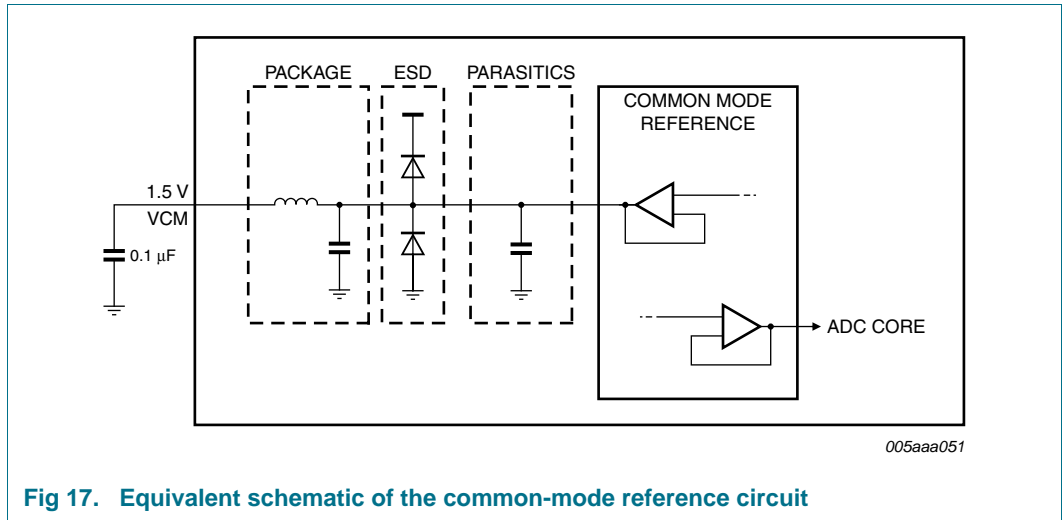 PACKAGE ESD PARASITICS
COMMON MODE
REFERENCE
1.5 V
VCM
0.1 μF
ADC CORE
005aaa051
Fig 17. Equivalent schematic of the common-mode reference circuit